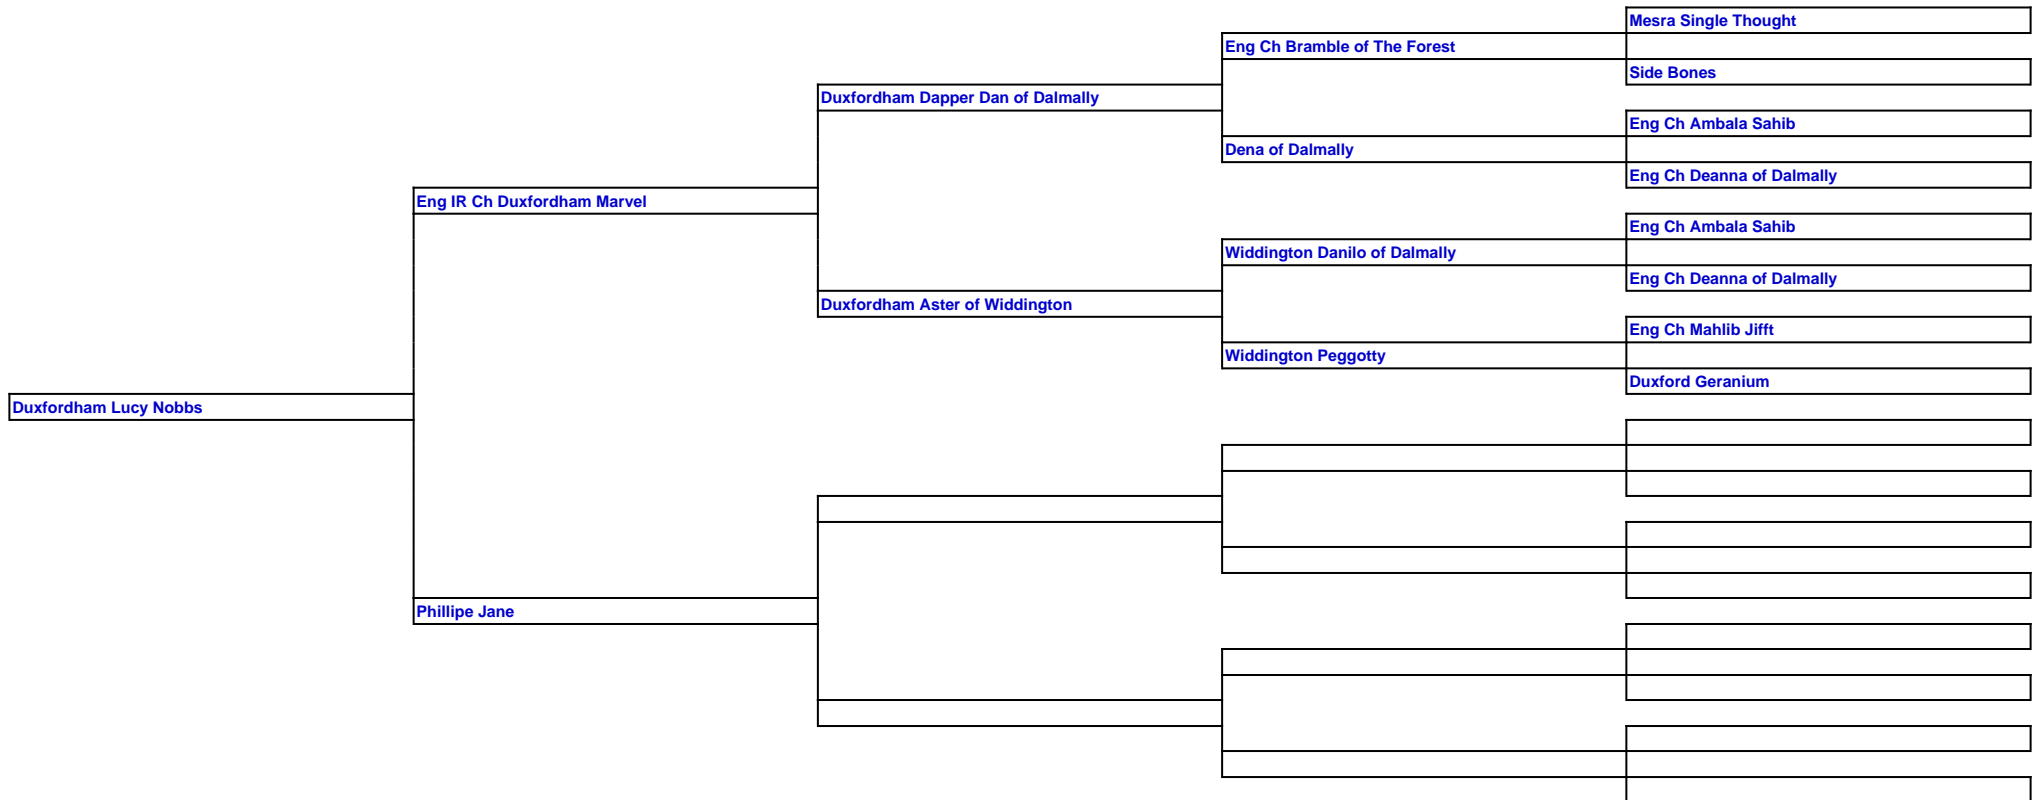 Mesra Single Thought
Eng Ch Bramble of The Forest
Side Bones
Duxfordham Dapper Dan of Dalmally
Eng Ch Ambala Sahib
Dena of Dalmally
Eng Ch Deanna of Dalmally
Eng IR Ch Duxfordham Marvel
Eng Ch Ambala Sahib
Widdington Danilo of Dalmally
Eng Ch Deanna of Dalmally
Duxfordham Aster of Widdington
Eng Ch Mahlib Jifft
Widdington Peggotty
Duxford Geranium
Duxfordham Lucy Nobbs
Phillipe Jane